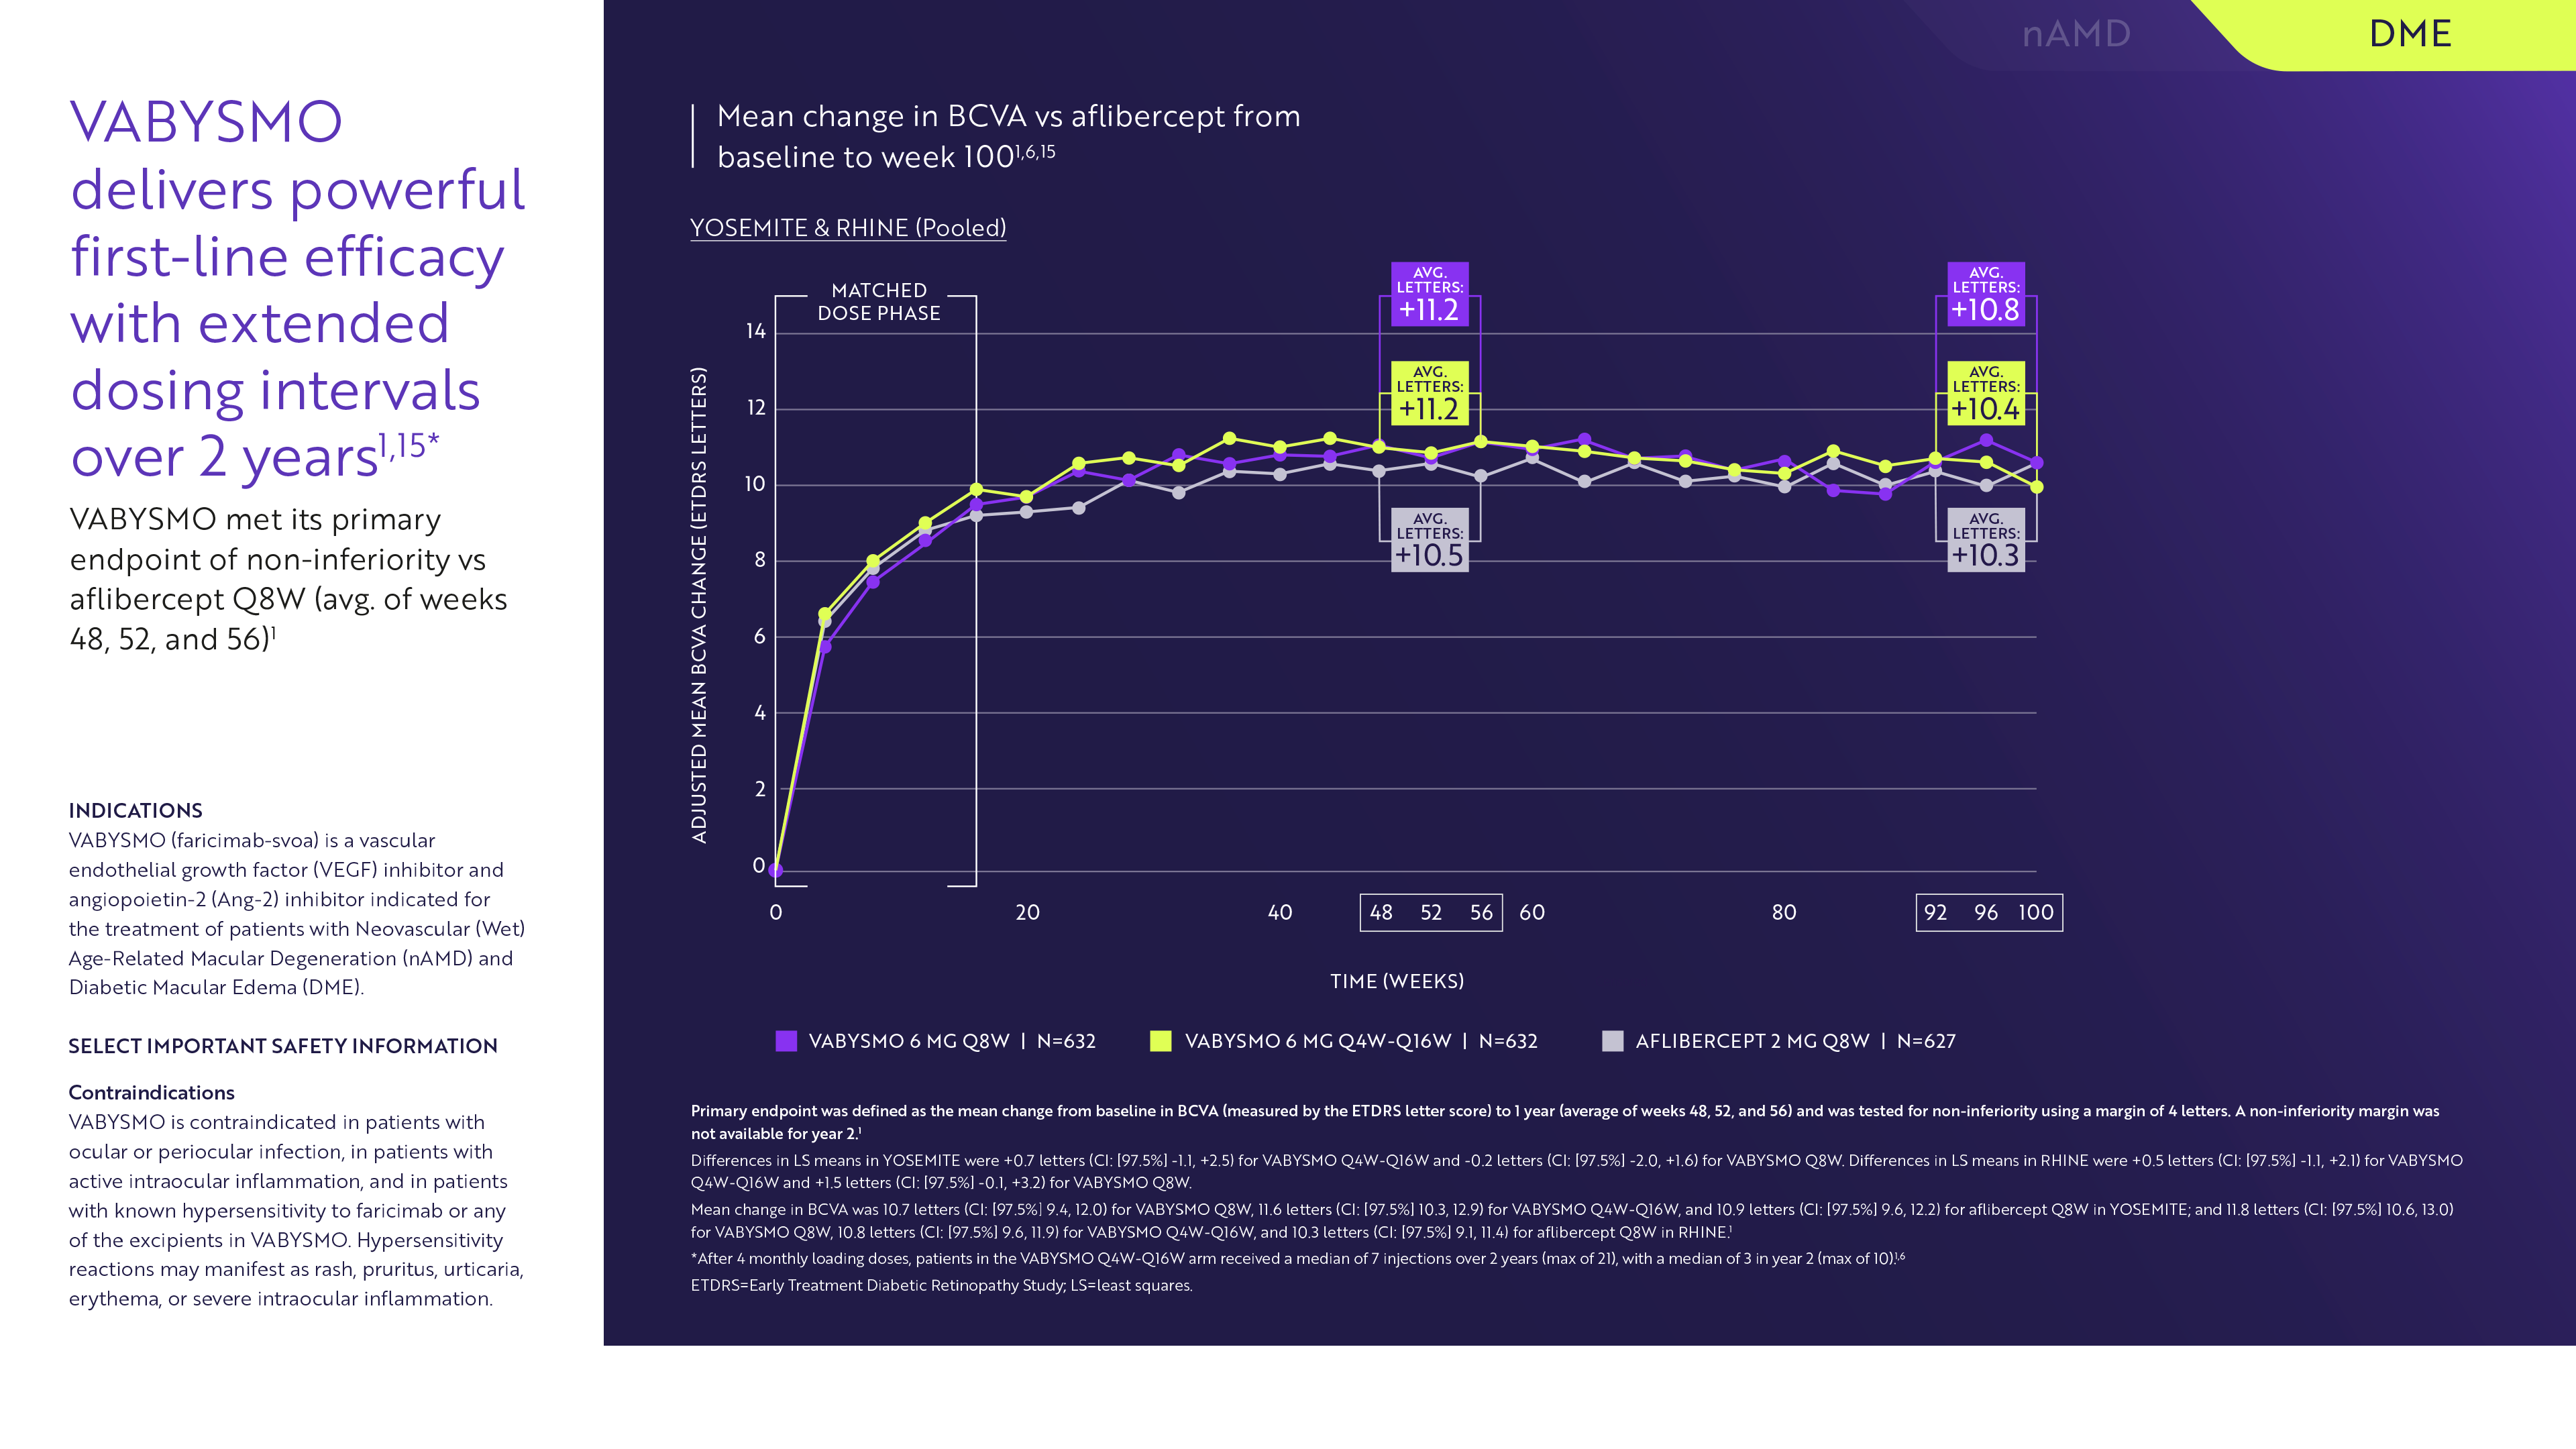 nAMD
DME
VABYSMO
delivers powerful
first-line efficacy
with extended
dosing intervals
over 2 years1,15*
VABYSMO met its primary
endpoint of non-inferiority vs
aflibercept Q8W (avg. of weeks
48, 52, and 56)1
INDICATIONS
VABYSMO (faricimab-svoa) is a vascular
endothelial growth factor (VEGF) inhibitor and
angiopoietin-2 (Ang-2) inhibitor indicated for
the treatment of patients with Neovascular (Wet)
Age-Related Macular Degeneration (nAMD) and
Diabetic Macular Edema (DME).
SELECT IMPORTANT SAFETY INFORMATION
Contraindications
VABYSMO is contraindicated in patients with
ocular or periocular infection, in patients with
active intraocular inflammation, and in patients
with known hypersensitivity to faricimab or any
of the excipients in VABYSMO. Hypersensitivity
reactions may manifest as rash, pruritus, urticaria,
erythema, or severe intraocular inflammation.
Mean change in BCVA vs aflibercept from
baseline to week 1001,6,15
YOSEMITE & RHINE (Pooled)
MATCHED
DOSE PHASE
AVG.
LETTERS:
+11.2
AVG.
LETTERS:
+10.8
AVG.
LETTERS:
+11.2
AVG.
LETTERS:
+10.4
AVG.
LETTERS:
+10.5
AVG.
LETTERS:
+10.3
ADJUSTED MEAN BCVA CHANGE (ETDRS LETTERS)
14
12
10
8
6
4
2
0
0 20 40 48 52 56 60 80 92 96 100
TIME (WEEKS)
VABYSMO 6 MG Q8W | N=632 VABYSMO 6 MG Q4W-Q16W | N=632 AFLIBERCEPT 2 MG Q8W | N=627
Primary endpoint was defined as the mean change from baseline in BCVA (measured by the ETDRS letter score) to 1 year (average of weeks 48, 52, and 56) and was tested for non-inferiority using a margin of 4 letters. A non-inferiority margin was
not available for year 2.1
Differences in LS means in YOSEMITE were +0.7 letters (CI: [97.5%] -1.1, +2.5) for VABYSMO Q4W-Q16W and -0.2 letters (CI: [97.5%] -2.0, +1.6) for VABYSMO Q8W. Differences in LS means in RHINE were +0.5 letters (CI: [97.5%] -1.1, +2.1) for VABYSMO
Q4W-Q16W and +1.5 letters (CI: [97.5%] -0.1, +3.2) for VABYSMO Q8W.
Mean change in BCVA was 10.7 letters (CI: [97.5%] 9.4, 12.0) for VABYSMO Q8W, 11.6 letters (CI: [97.5%] 10.3, 12.9) for VABYSMO Q4W-Q16W, and 10.9 letters (CI: [97.5%] 9.6, 12.2) for aflibercept Q8W in YOSEMITE; and 11.8 letters (CI: [97.5%] 10.6, 13.0)
for VABYSMO Q8W, 10.8 letters (CI: [97.5%] 9.6, 11.9) for VABYSMO Q4W-Q16W, and 10.3 letters (CI: [97.5%] 9.1, 11.4) for aflibercept Q8W in RHINE.1
*After 4 monthly loading doses, patients in the VABYSMO Q4W-Q16W arm received a median of 7 injections over 2 years (max of 21), with a median of 3 in year 2 (max of 10).1,6
ETDRS=Early Treatment Diabetic Retinopathy Study; LS=least squares.